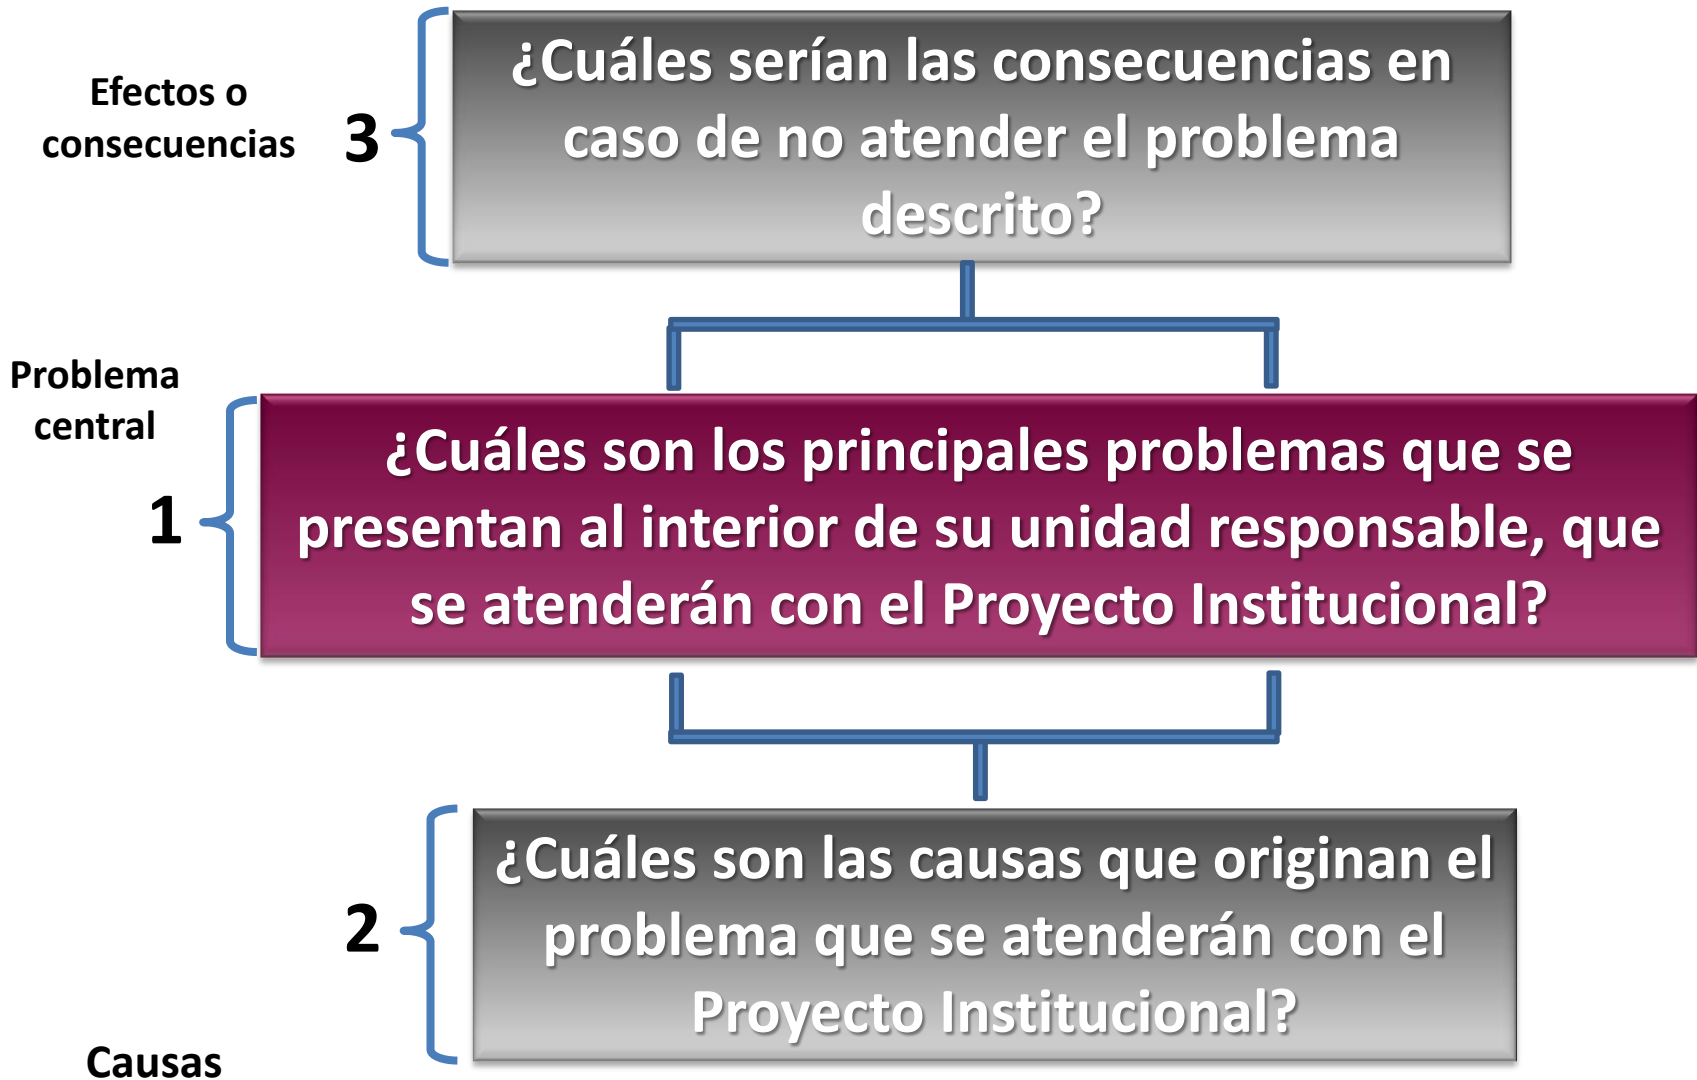 Efectos o
consecuencias
3
¿Cuáles serían las consecuencias en
caso de no atender el problema
descrito?
Problema
central
1
¿Cuáles son los principales problemas que se
presentan al interior de su unidad responsable, que
se atenderán con el Proyecto Institucional?
2
¿Cuáles son las causas que originan el
problema que se atenderán con el
Proyecto Institucional?
Causas